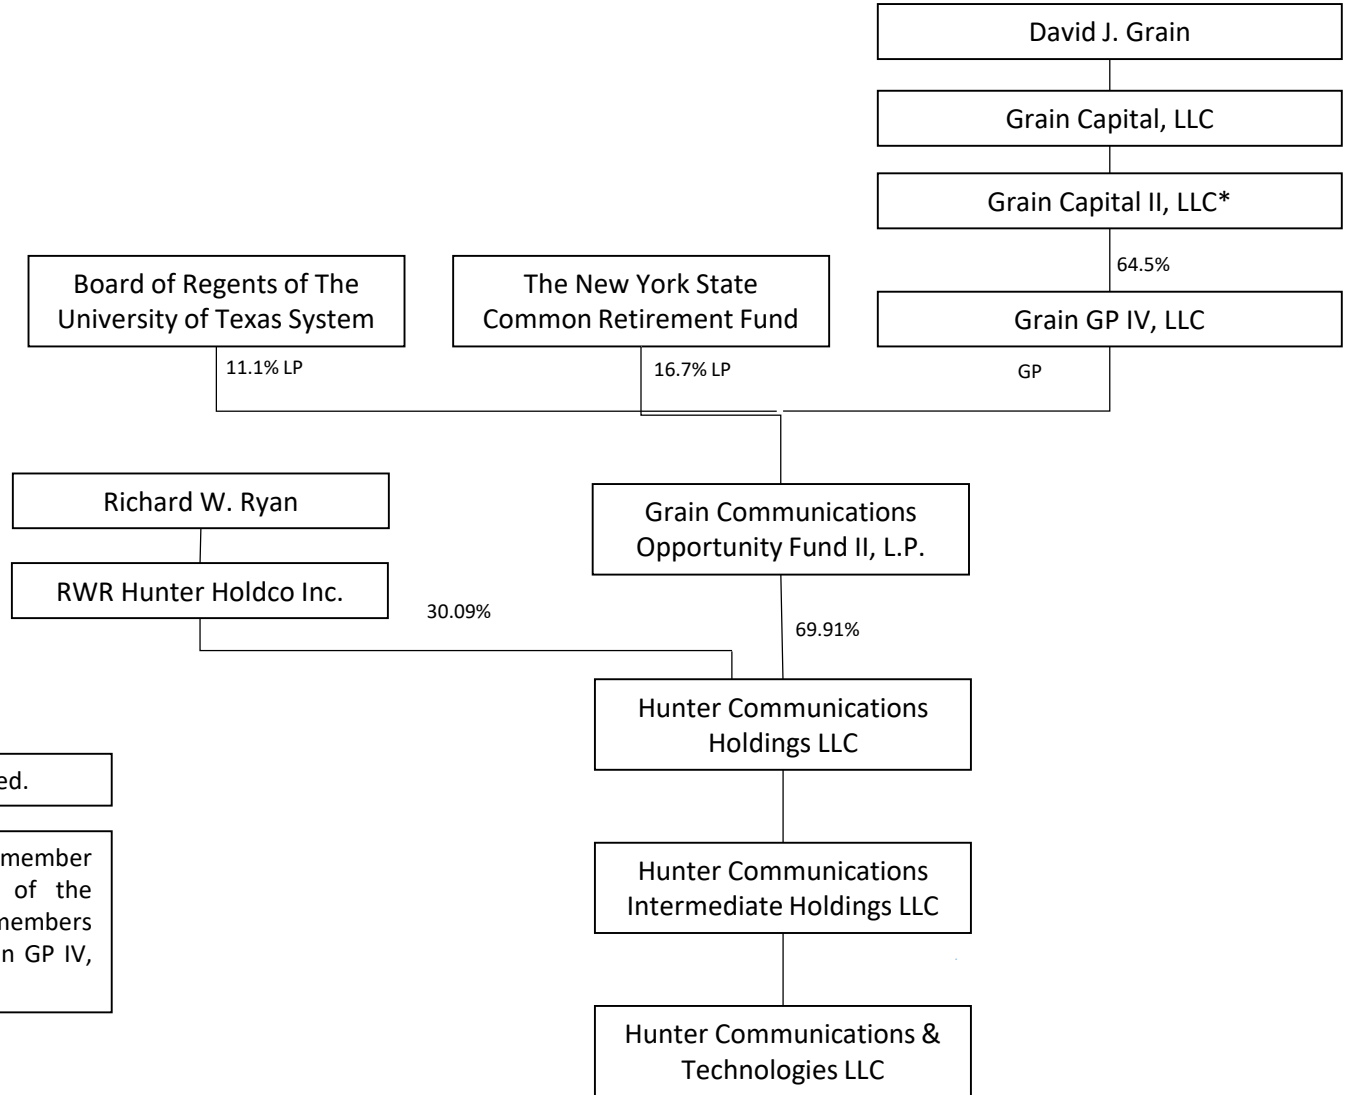 David J. Grain
Grain Capital, LLC
Grain Capital II, LLC*
64.5%
Board of Regents of The
University of Texas System
The New York State
Common Retirement Fund
Grain GP IV, LLC
11.1% LP
16.7% LP
GP
Richard W. Ryan
Grain Communications
Opportunity Fund II, L.P.
RWR Hunter Holdco Inc.
30.09%
69.91%
Hunter Communications
Holdings LLC
ed.
member
of the
members
n GP IV,
Hunter Communications
Intermediate Holdings LLC
Hunter Communications &
Technologies LLC